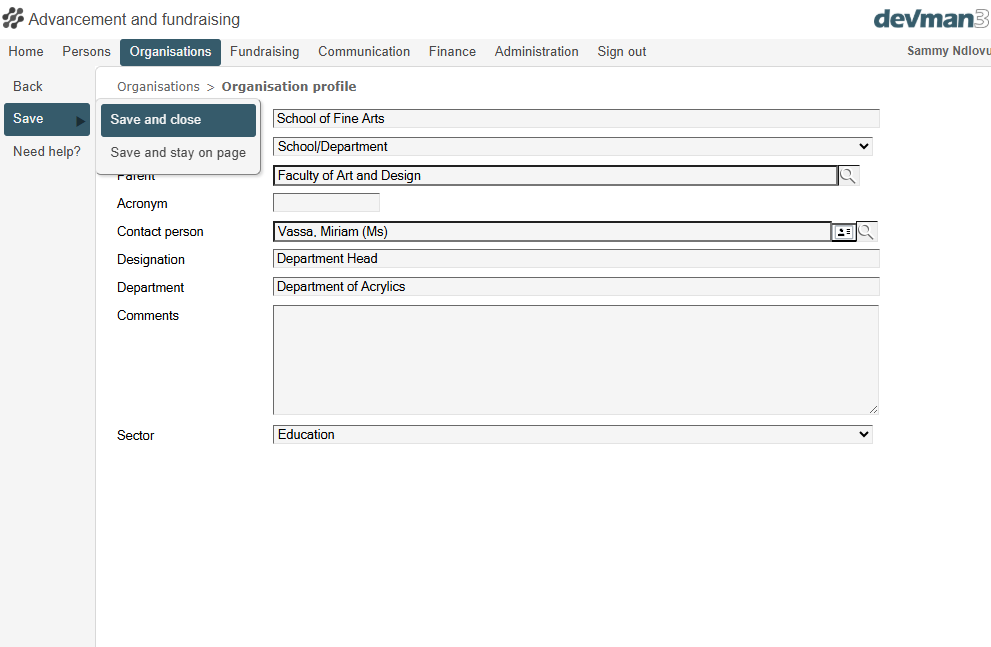 Advancement and fundraising
devman3
Home Persons Organisations Fundraising Communication Finance Administration Sign out Sammy Ndlovu
Back
Organisations > Organisation profile
Save
Save and close
School of Fine Arts
Save and stay on page
School/Department
Need help?
Parent
Faculty of Art and Design
Acronym
Contact person
Vassa, Miriam (Ms)
Designation
Department Head
Department
Department of Acrylics
Comments
Sector
Education